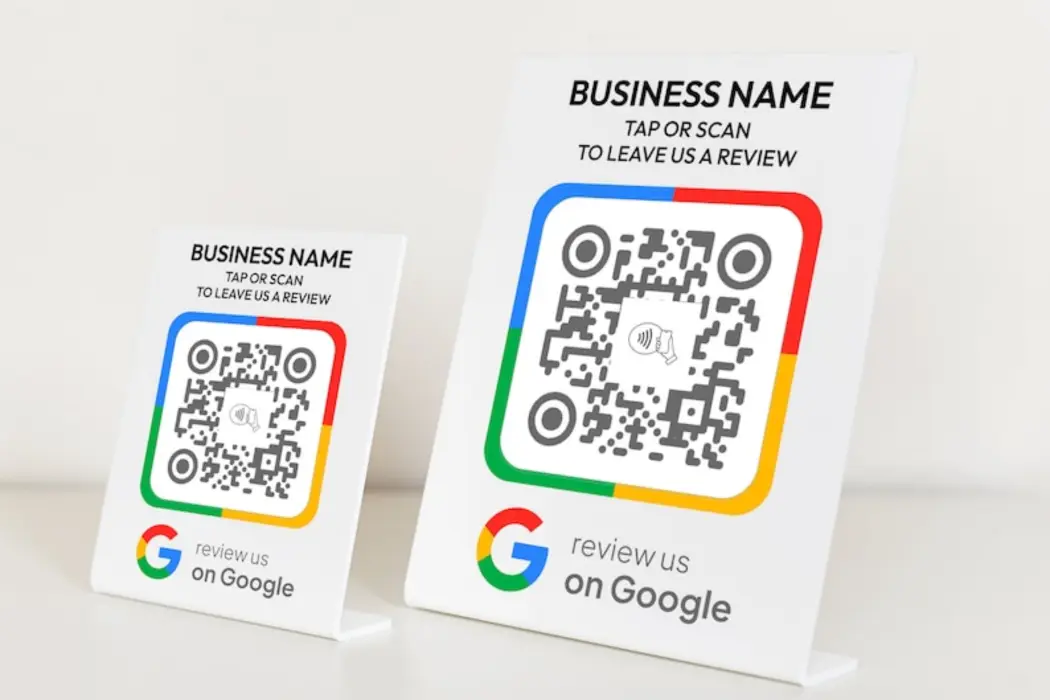 BUSINESS NAME
TAP OR SCAN
TO LEAVE US A REVIEW
review us
on Google
BUSINESS NAME
TAP OR SCAN
TO LEAVE US A REVIEW
review us
on Google